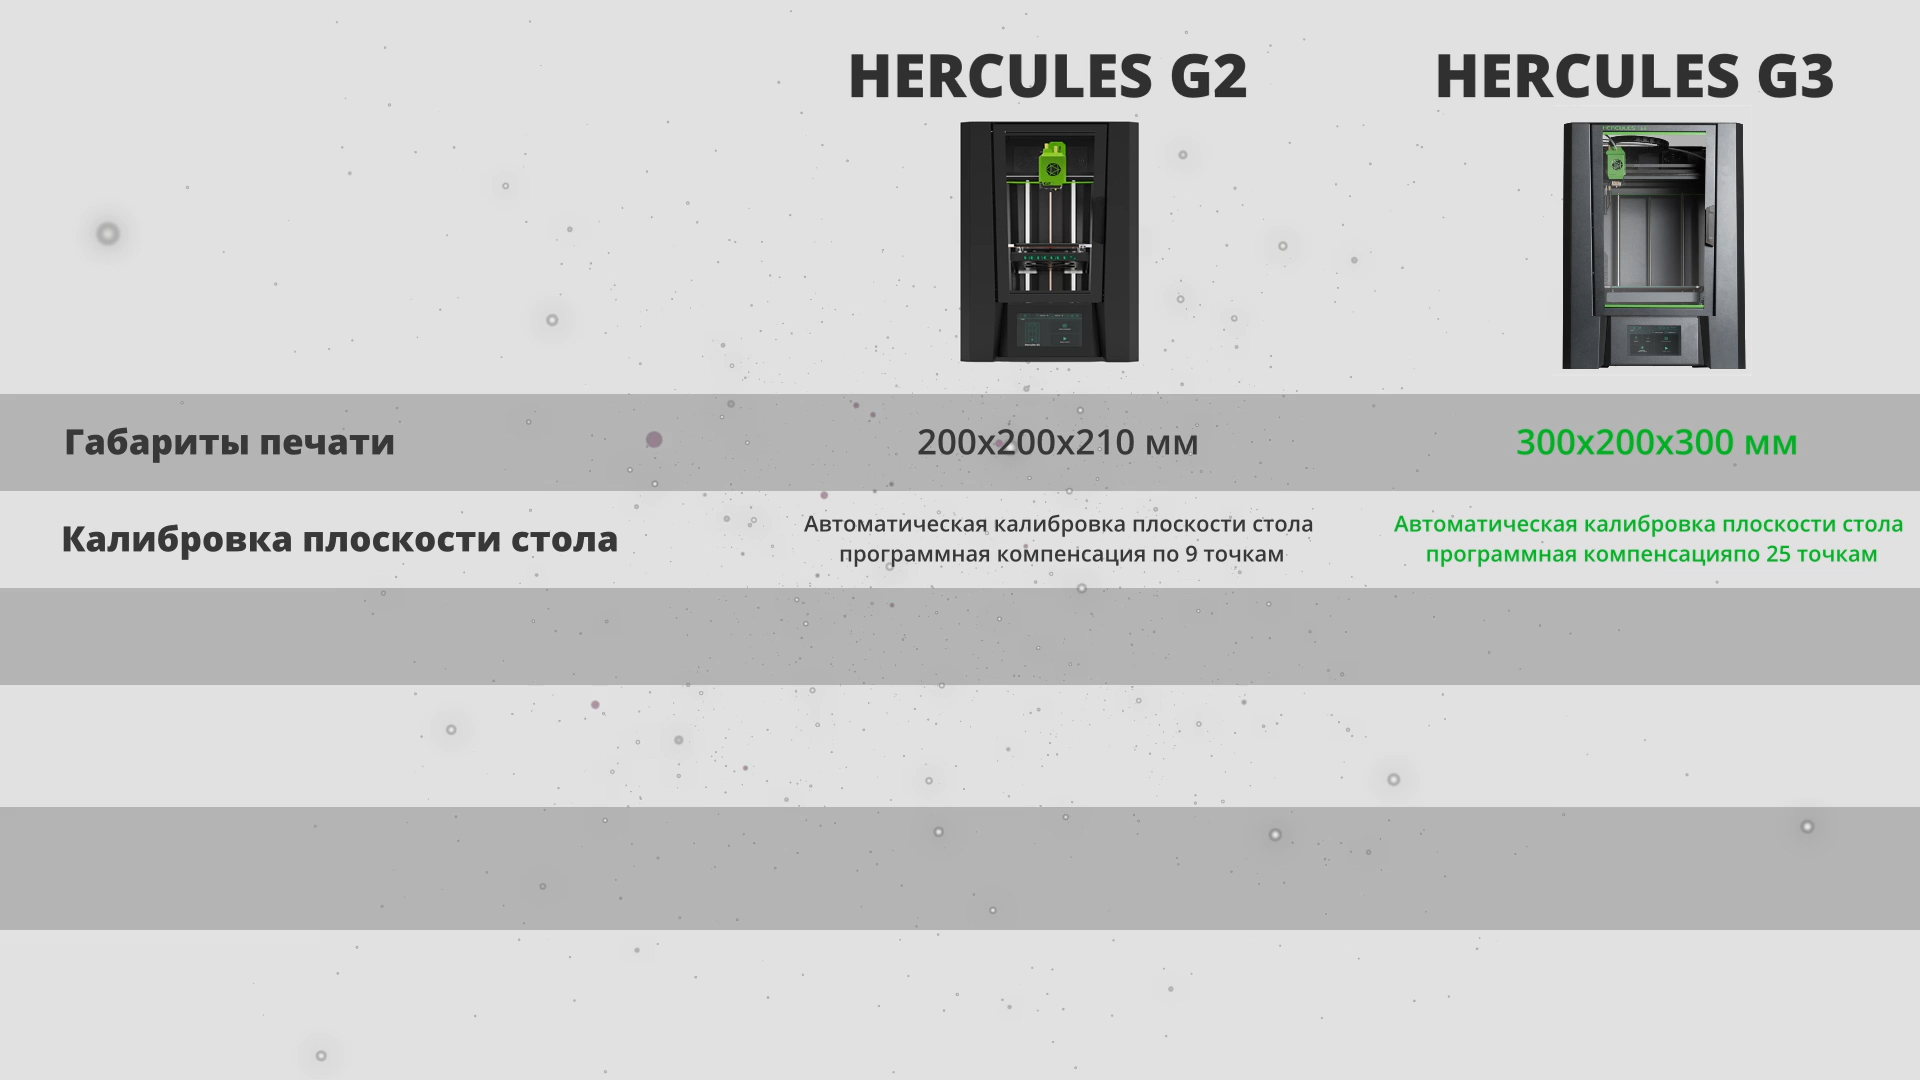 HERCULES G2
HERCULES G3
Габариты печати
200x200x210 мм
300x200x300 мм
Калибровка плоскости стола
Автоматическая калибровка плоскости стола
программная компенсация по 9 точкам
Автоматическая калибровка плоскости стола
программная компенсацияпо 25 точкам